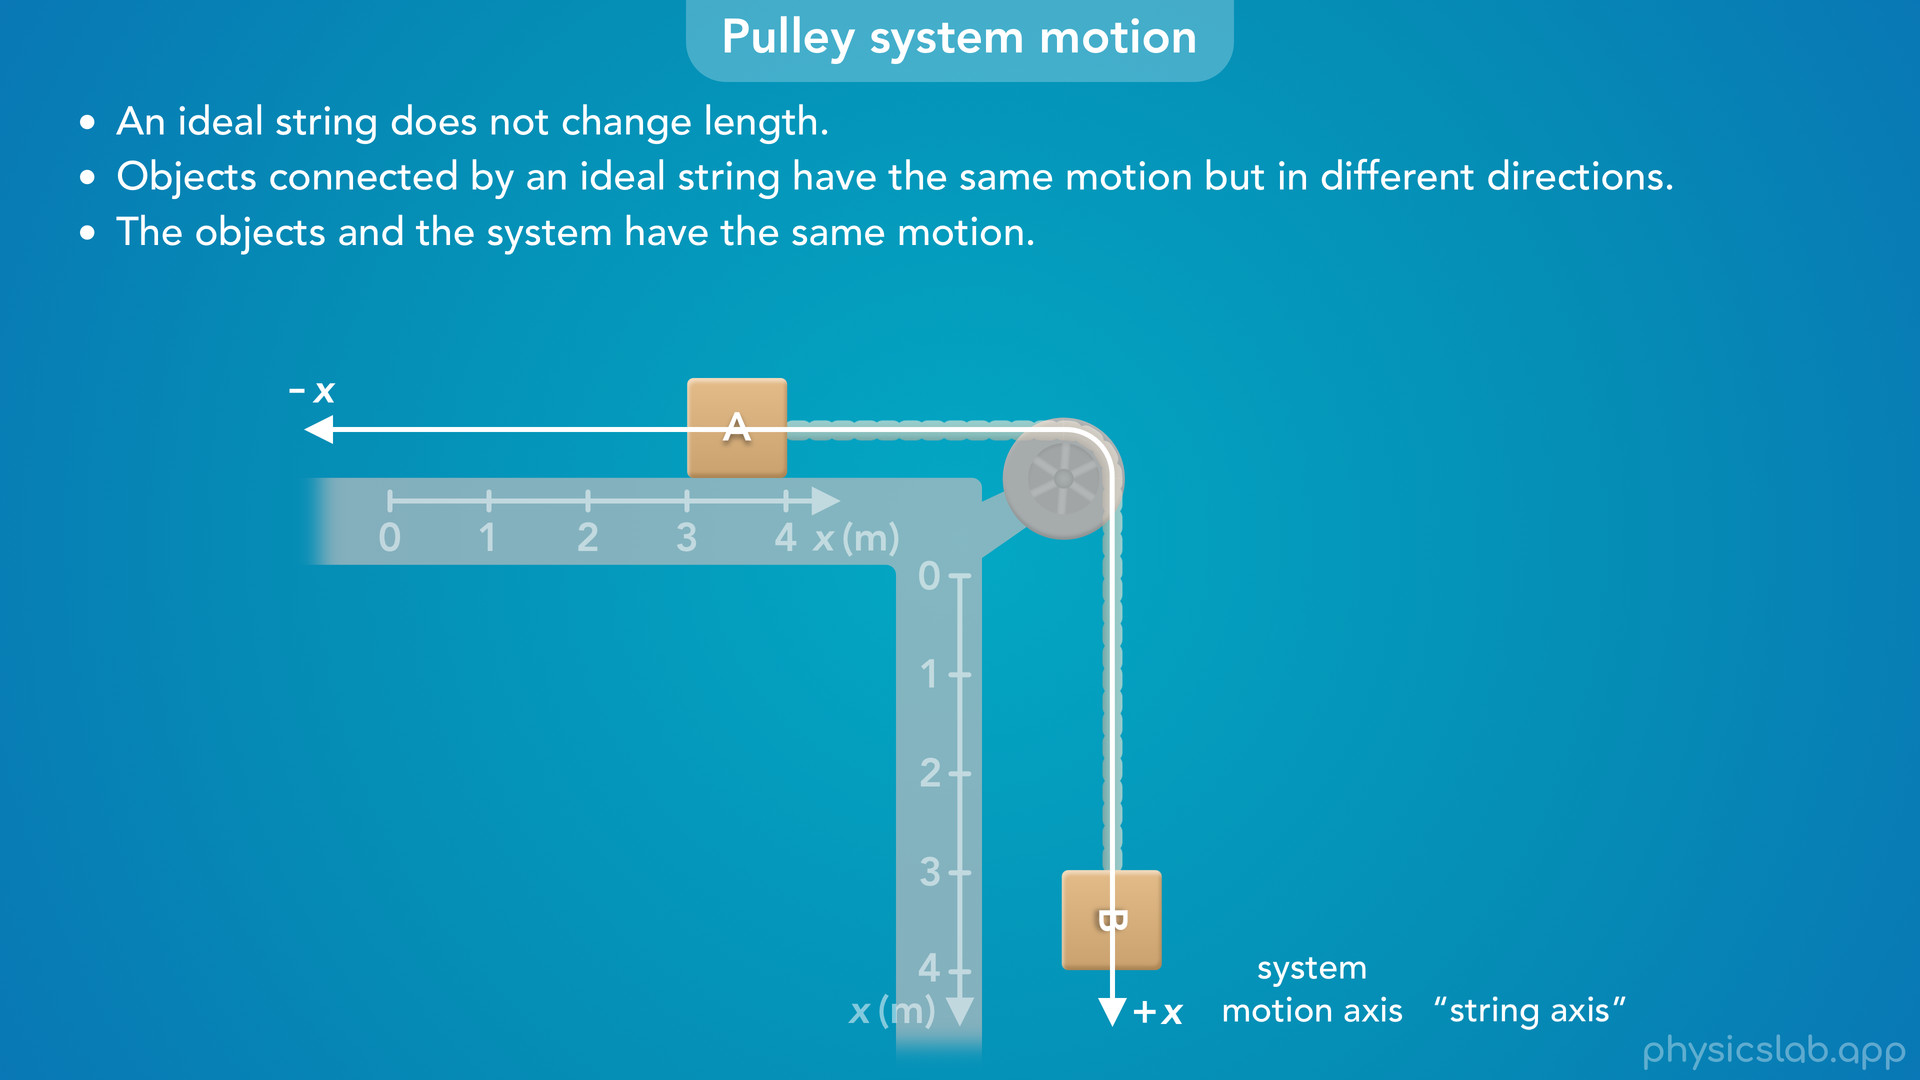 Pulley system motion
• An ideal string does not change length.
• Objects connected by an ideal string have the same motion but in different directions.
• The objects and the system have the same motion.
– x
A
0 1 2 3 4 x (m)
0
1
2
3
4
x (m)
B
+ x
system
motion axis “string axis”
physicslab.app